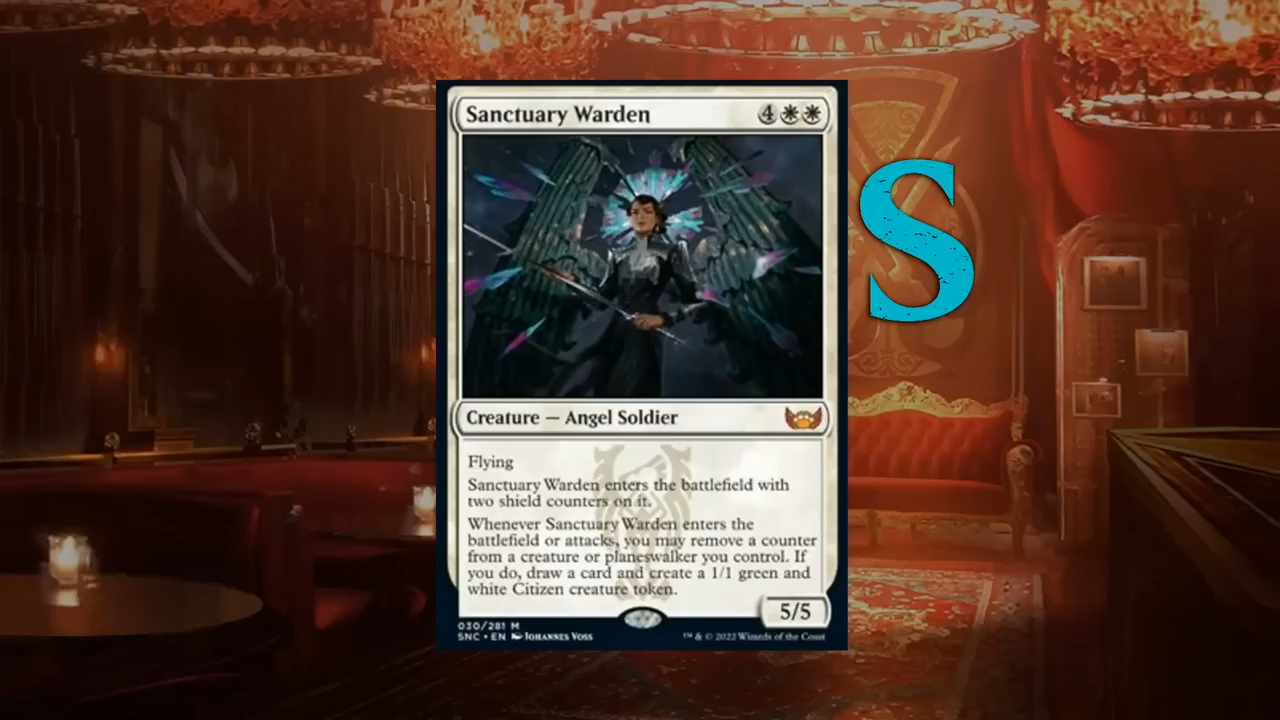 Sanctuary Warden 4
S
Creature — Angel Soldier
Flying
Sanctuary Warden enters the battlefield with
two shield counters on it.
Whenever Sanctuary Warden enters the
battlefield or attacks, you may remove a counter
from a creature or planeswalker you control. If
you do, draw a card and create a 1/1 green and
white Citizen creature token.
5/5
030/281 M
SNC • EN Johannes Voss
™ & © 2022 Wizards of the Coast